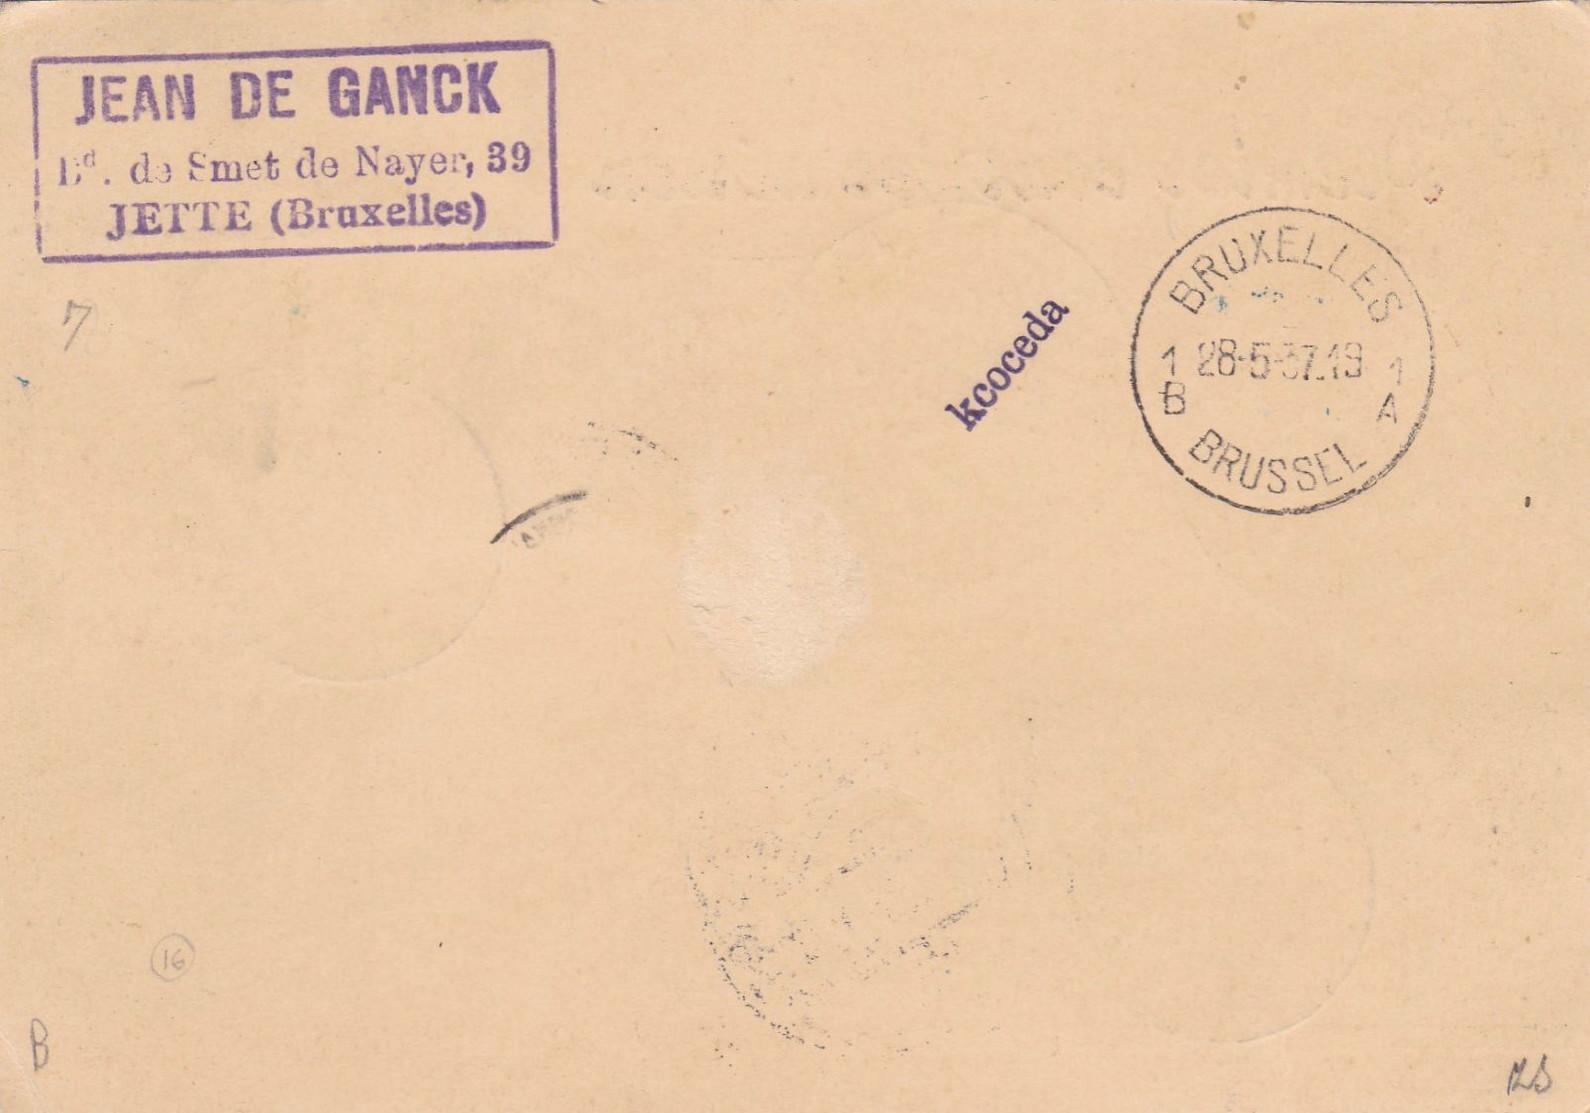 JEAN DE GANCK
Bd. de Smet de Nayer, 39
JETTE (Bruxelles)
7
kcoceda
BRUXELLES
1 28-5-37.19 1
B A
BRUSSEL
16
B